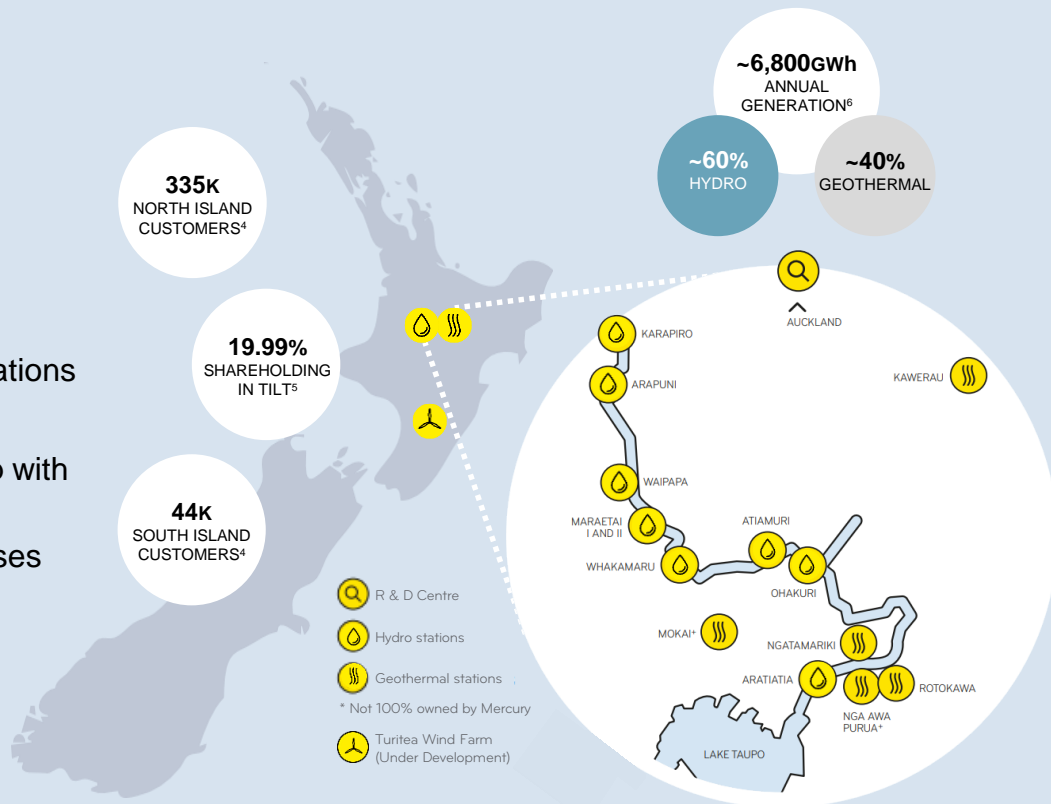 ~6,800GWh
ANNUAL
GENERATION⁶
~60%
HYDRO
~40%
GEOTHERMAL
335K
NORTH ISLAND
CUSTOMERS⁴
19.99%
SHAREHOLDING
IN TILT⁵
44K
SOUTH ISLAND
CUSTOMERS⁴
with
AUCKLAND
KARAPIRO
KAWERAU
ARAPUNI
WAIPAPA
MARAETAI
I AND II
ATIAMURI
WHAKAMARU
OHAKURI
MOKAI⁺
NGATAMARIKI
ARATIATIA
ROTOKAWA
NGA AWA
PURUA⁺
LAKE TAUPO
R & D Centre
Hydro stations
Geothermal stations
* Not 100% owned by Mercury
Turitea Wind Farm
(Under Development)